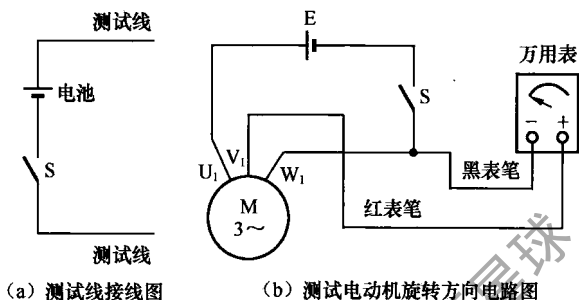 测试线
电池
S
测试线
(a) 测试线接线图
E
S
万用表
− +
黑表笔
红表笔
U₁
V₁
W₁
M
3～
(b) 测试电动机旋转方向电路图
星球